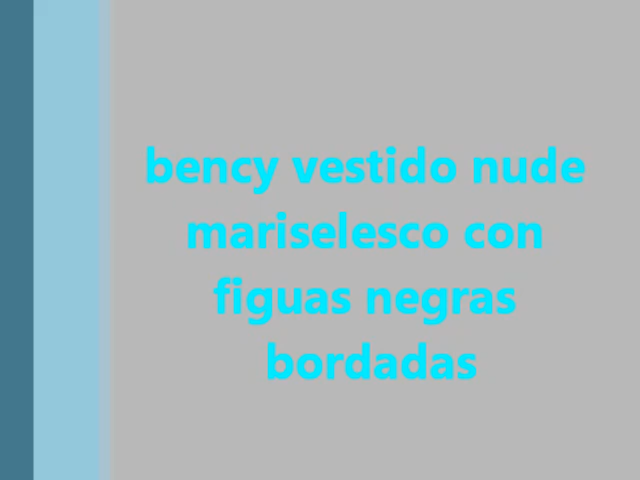 bency vestido nude
mariselesco con
figuas negras
bordadas